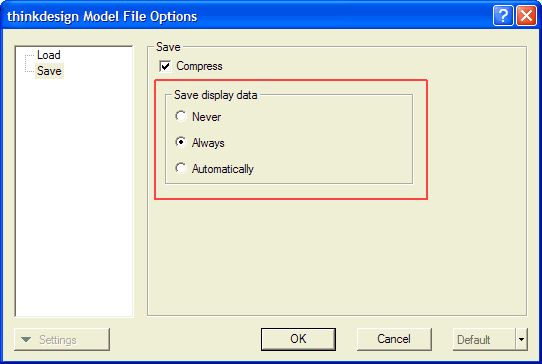 thinkdesign Model File Options
Load
Save
Save
Compress
Save display data
Never
Always
Automatically
Settings
OK
Cancel
Default